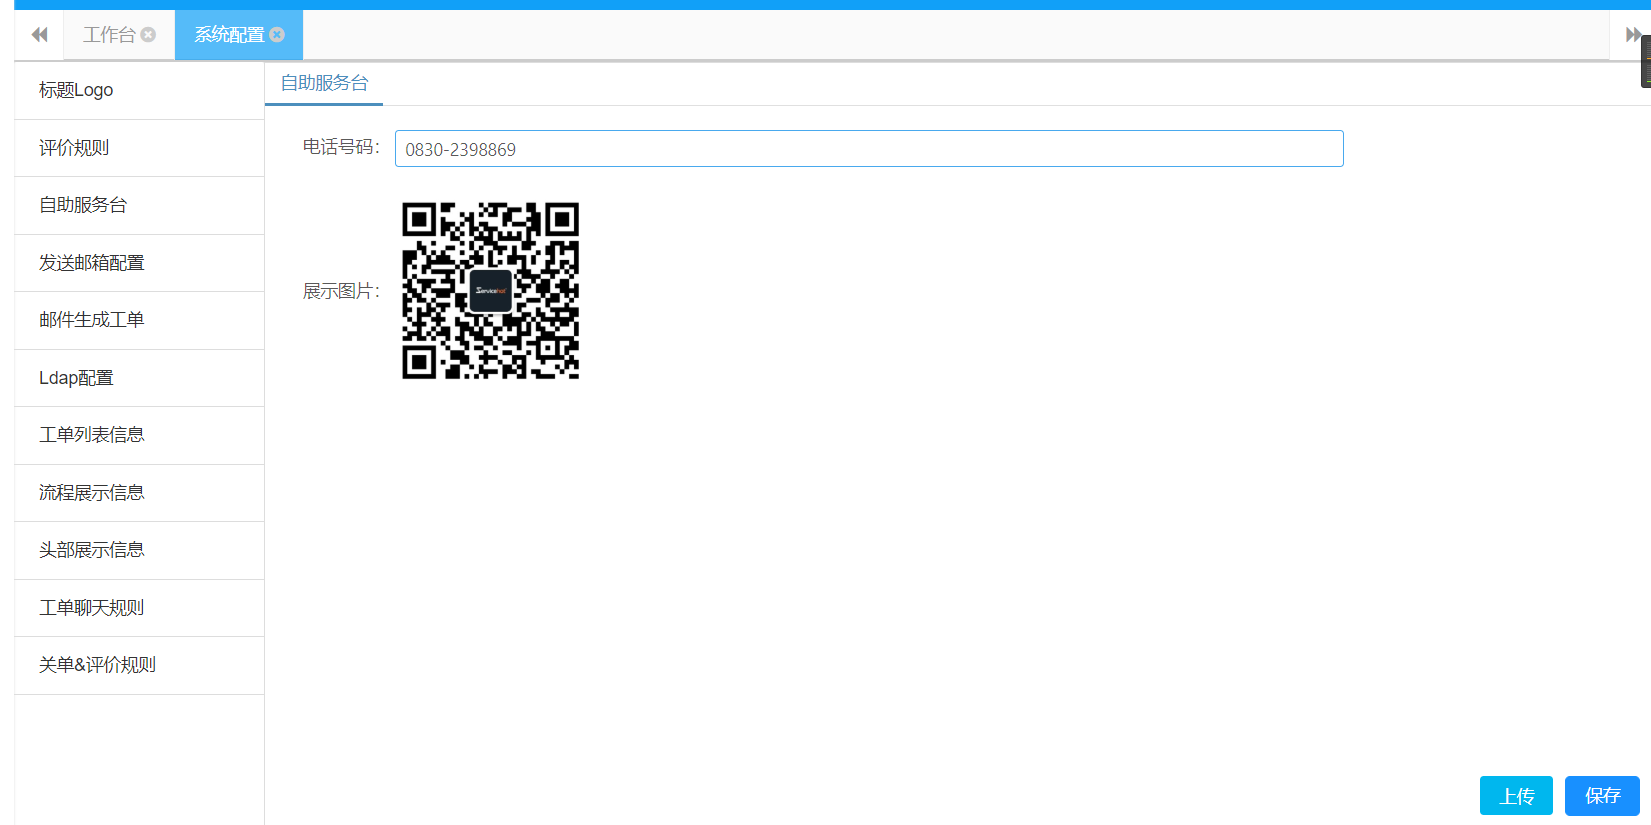 工作台
系统配置
标题Logo
评价规则
自助服务台
发送邮箱配置
邮件生成工单
Ldap配置
工单列表信息
流程展示信息
头部展示信息
工单聊天规则
关单&评价规则
自助服务台
电话号码： 0830-2398869
展示图片：
Servicehot
上传 保存